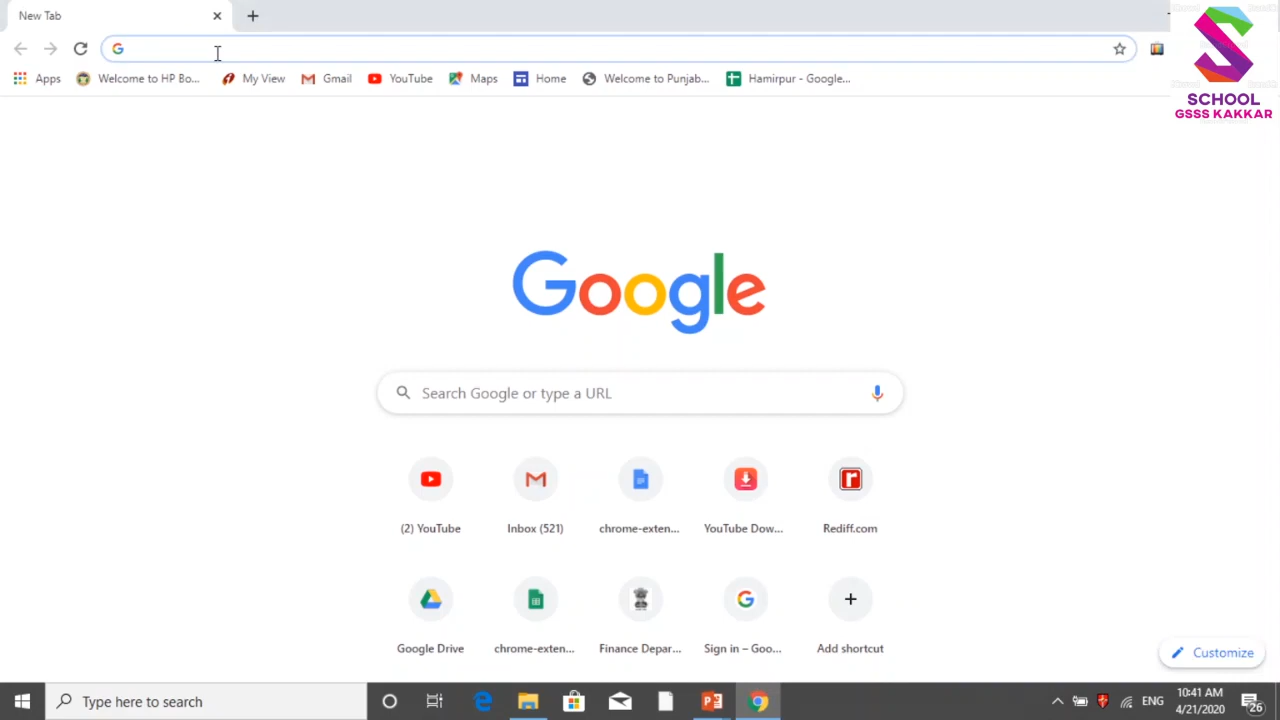 New Tab
Apps
Welcome to HP Bo...
My View
Gmail
YouTube
Maps
Home
Welcome to Punjab...
Hamirpur - Google...
SCHOOL
GSSS KAKKAR
Google
Search Google or type a URL
(2) YouTube
Inbox (521)
chrome-exten...
YouTube Dow...
Rediff.com
Google Drive
chrome-exten...
Finance Depar...
Sign in – Goo...
Add shortcut
Customize
Type here to search
ENG
10:41 AM
4/21/2020
26